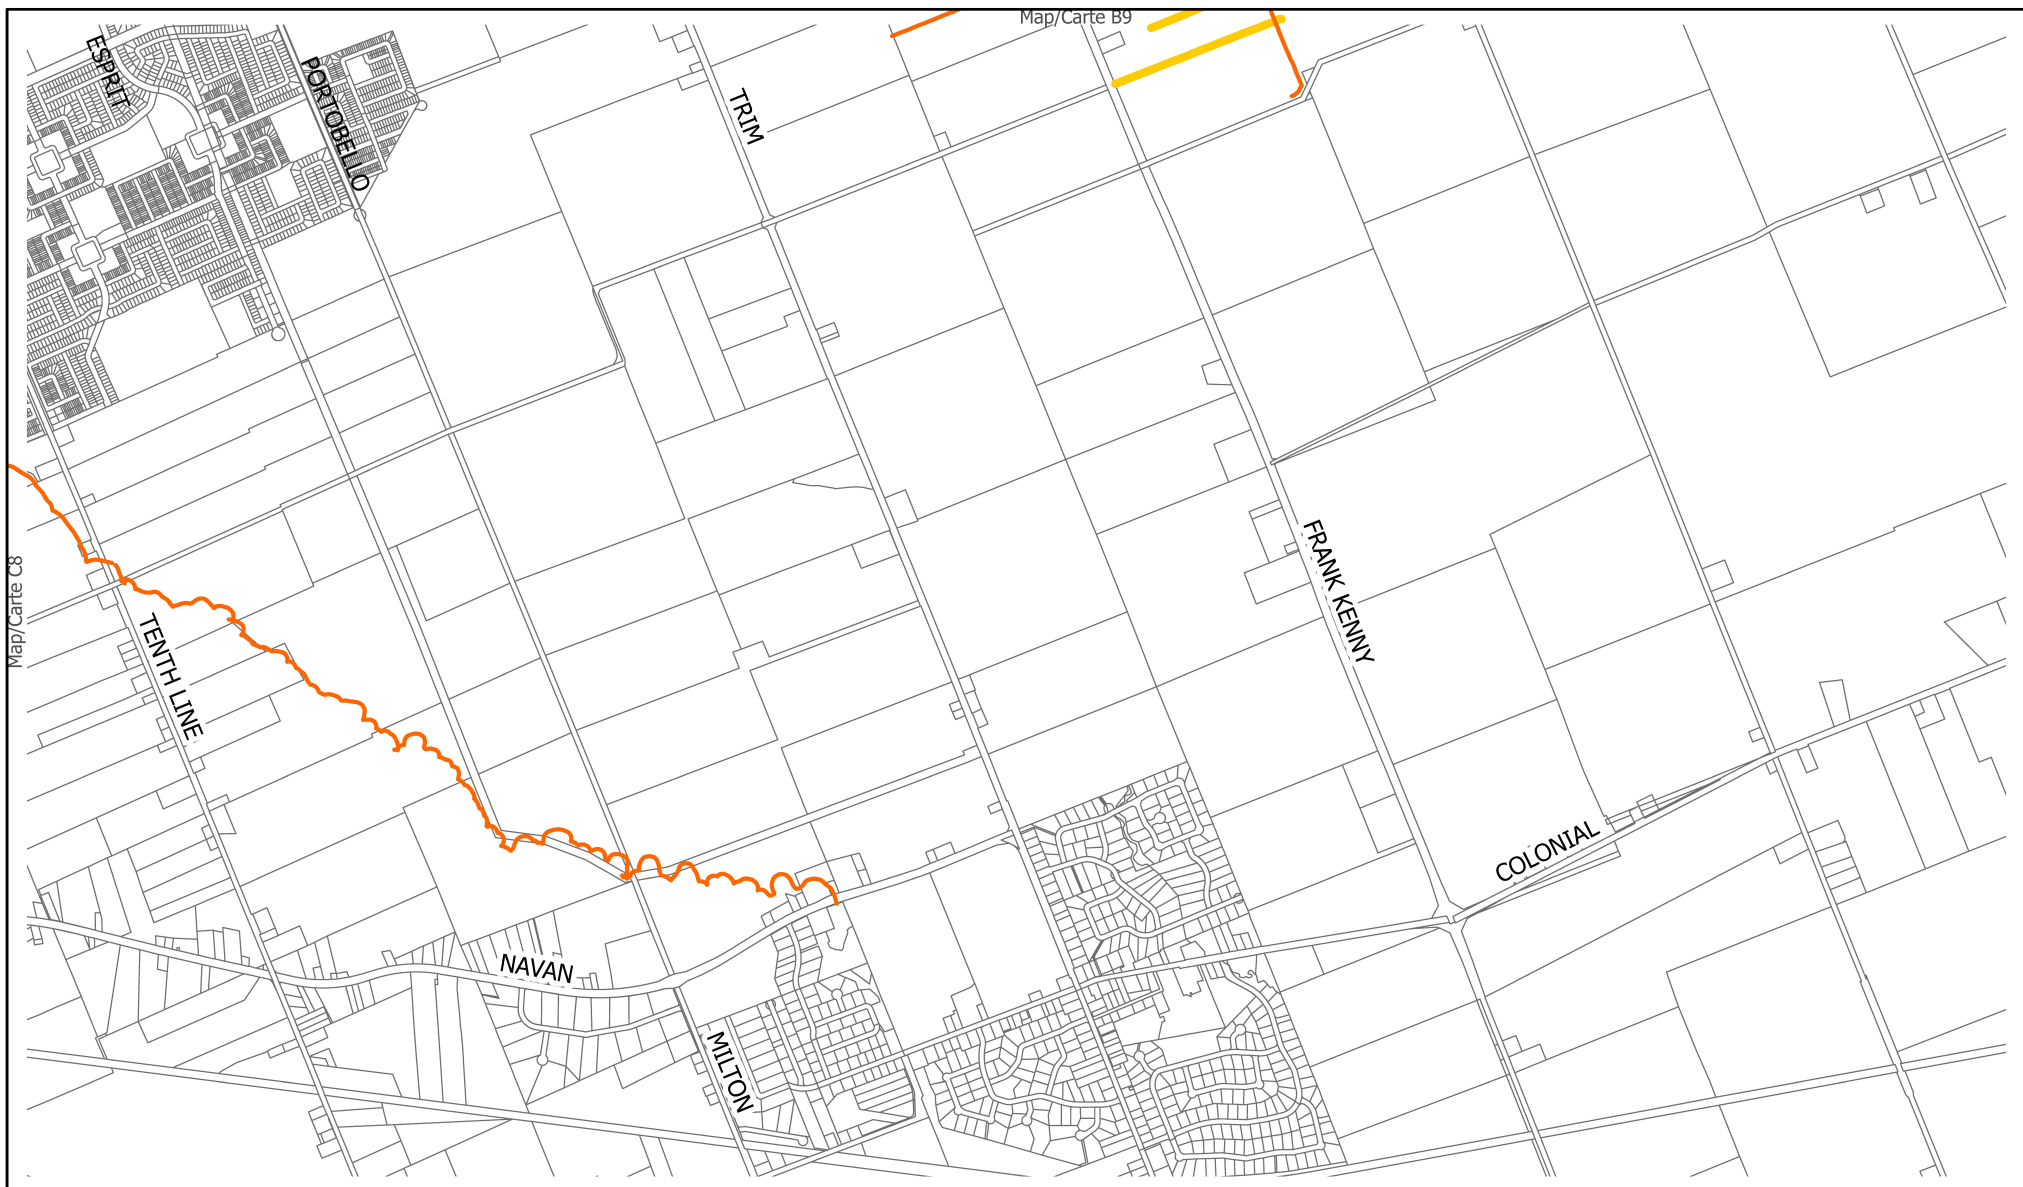 Map/Carte B9
ESPRIT
PORTOBELLO
TRIM
FRANK KENNY
Map/Carte C8
TENTH LINE
COLONIAL
NAVAN
MILTON